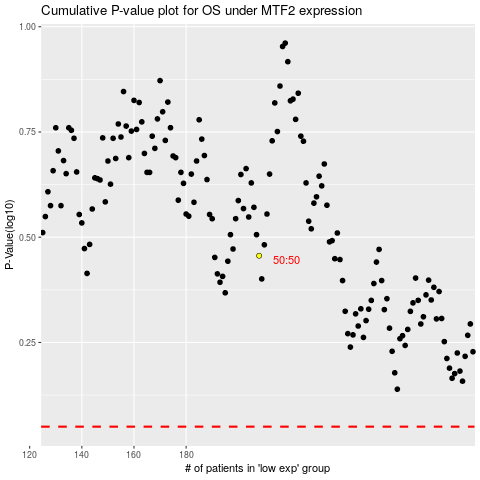 Cumulative P-value plot for OS under MTF2 expression
1.00
0.75
0.50
0.25
P-Value(log10)
50:50
120 140 160 180
# of patients in 'low exp' group